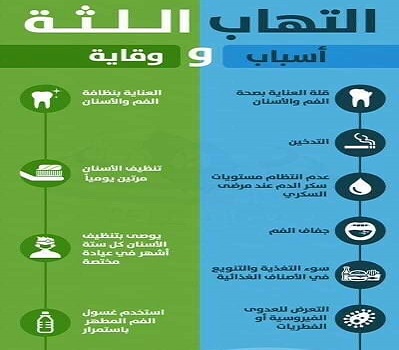 التهاب اللثة
أسباب و وقاية
قلة العناية بصحة
الفم والأسنان
التدخين
عدم انتظام مستويات
سكر الدم عند مرضى
السكري
جفاف الفم
سوء التغذية والتنويع
في الأصناف الغذائية
التعرض للعدوى
الفيروسية أو
الفطريات
العناية بنظافة
الفم والأسنان
تنظيف الأسنان
مرتين يومياً
يوصى بتنظيف
الأسنان كل ستة
أشهر في عيادة
مختصة
استخدم غسول
الفم المطهر
باستمرار